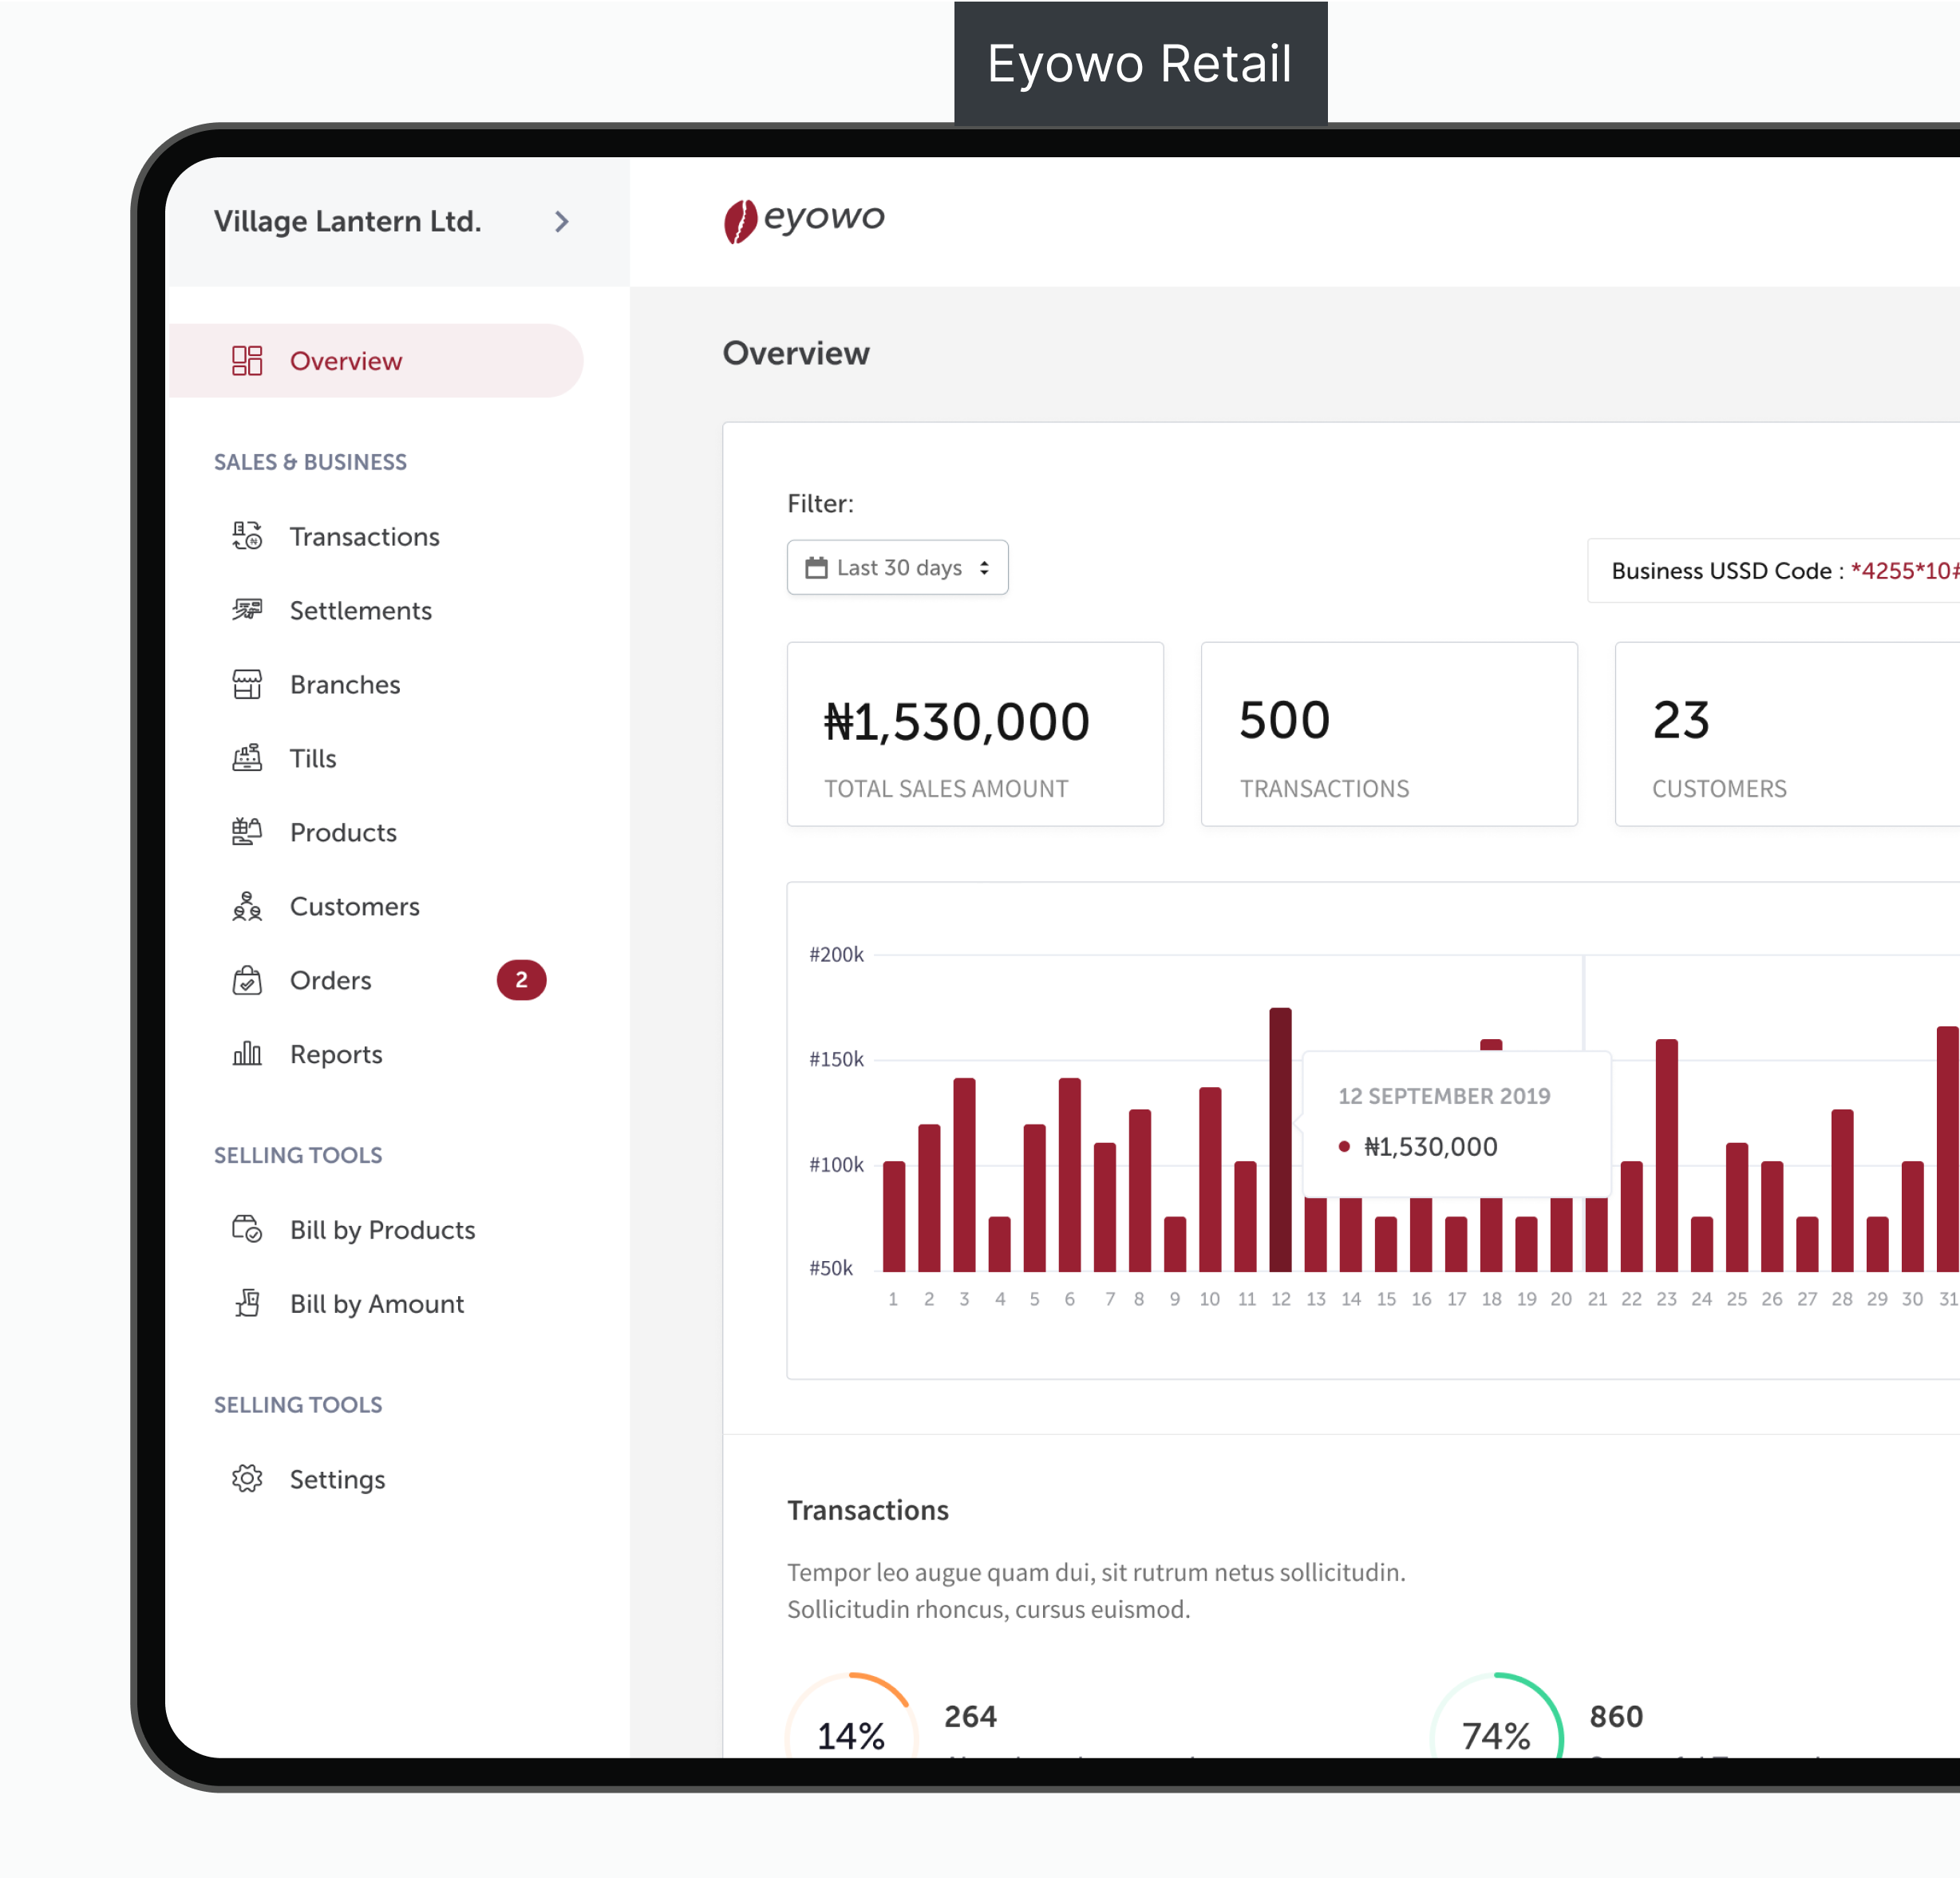 Eyowo Retail
Village Lantern Ltd.
eyowo
Overview
SALES & BUSINESS
Transactions
Settlements
Branches
Tills
Products
Customers
Orders
2
Reports
SELLING TOOLS
Bill by Products
Bill by Amount
SELLING TOOLS
Settings
Overview
Filter:
Last 30 days
Business USSD Code : *4255*10#
₦1,530,000
TOTAL SALES AMOUNT
500
TRANSACTIONS
23
CUSTOMERS
#200k
#150k
#100k
#50k
12 SEPTEMBER 2019
₦1,530,000
1 2 3 4 5 6 7 8 9 10 11 12 13 14 15 16 17 18 19 20 21 22 23 24 25 26 27 28 29 30 31
Transactions
Tempor leo augue quam dui, sit rutrum netus sollicitudin.
Sollicitudin rhoncus, cursus euismod.
14%
264
74%
860